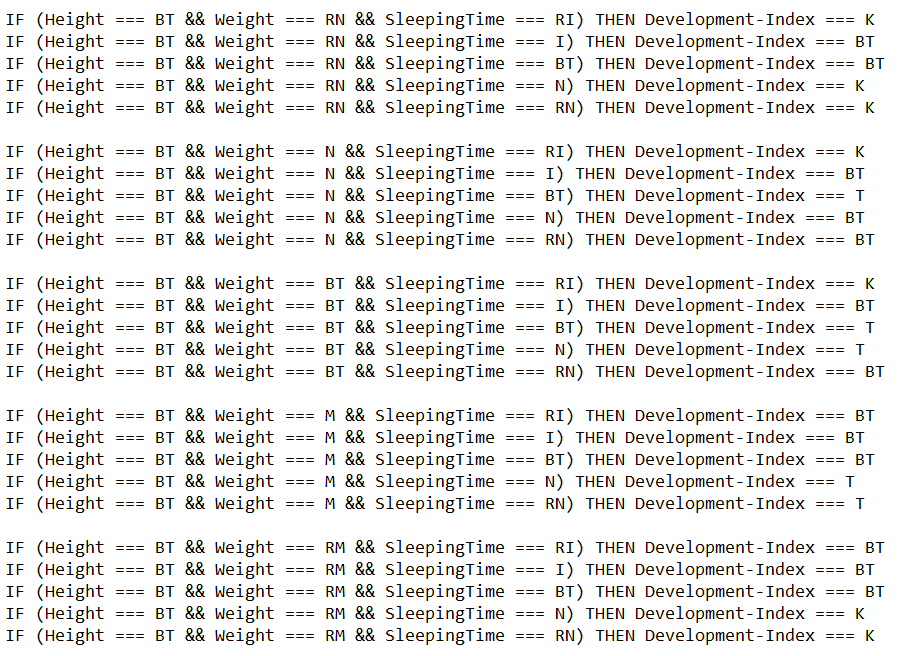 IF (Height === BT && Weight === RN && SleepingTime === RI) THEN Development-Index === K
IF (Height === BT && Weight === RN && SleepingTime === I) THEN Development-Index === BT
IF (Height === BT && Weight === RN && SleepingTime === BT) THEN Development-Index === BT
IF (Height === BT && Weight === RN && SleepingTime === N) THEN Development-Index === K
IF (Height === BT && Weight === RN && SleepingTime === RN) THEN Development-Index === K

IF (Height === BT && Weight === N && SleepingTime === RI) THEN Development-Index === K
IF (Height === BT && Weight === N && SleepingTime === I) THEN Development-Index === BT
IF (Height === BT && Weight === N && SleepingTime === BT) THEN Development-Index === T
IF (Height === BT && Weight === N && SleepingTime === N) THEN Development-Index === BT
IF (Height === BT && Weight === N && SleepingTime === RN) THEN Development-Index === BT

IF (Height === BT && Weight === BT && SleepingTime === RI) THEN Development-Index === K
IF (Height === BT && Weight === BT && SleepingTime === I) THEN Development-Index === BT
IF (Height === BT && Weight === BT && SleepingTime === BT) THEN Development-Index === T
IF (Height === BT && Weight === BT && SleepingTime === N) THEN Development-Index === T
IF (Height === BT && Weight === BT && SleepingTime === RN) THEN Development-Index === BT

IF (Height === BT && Weight === M && SleepingTime === RI) THEN Development-Index === BT
IF (Height === BT && Weight === M && SleepingTime === I) THEN Development-Index === BT
IF (Height === BT && Weight === M && SleepingTime === BT) THEN Development-Index === BT
IF (Height === BT && Weight === M && SleepingTime === N) THEN Development-Index === T
IF (Height === BT && Weight === M && SleepingTime === RN) THEN Development-Index === T

IF (Height === BT && Weight === RM && SleepingTime === RI) THEN Development-Index === BT
IF (Height === BT && Weight === RM && SleepingTime === I) THEN Development-Index === BT
IF (Height === BT && Weight === RM && SleepingTime === BT) THEN Development-Index === BT
IF (Height === BT && Weight === RM && SleepingTime === N) THEN Development-Index === K
IF (Height === BT && Weight === RM && SleepingTime === RN) THEN Development-Index === K